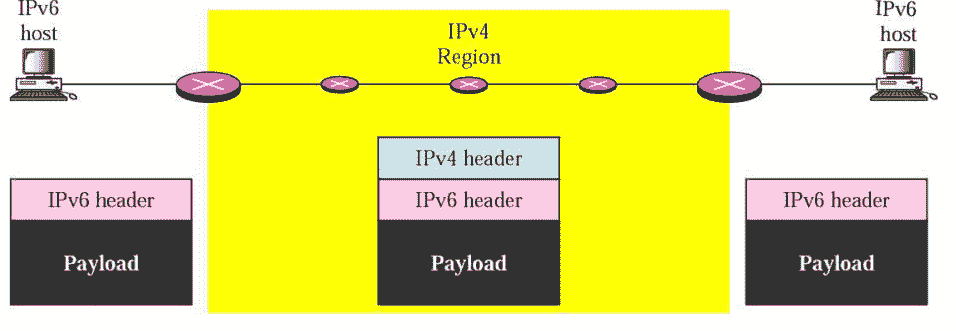 IPv6
host
IPv4
Region
IPv6
host
IPv4 header
IPv6 header
IPv6 header
IPv6 header
Payload
Payload
Payload